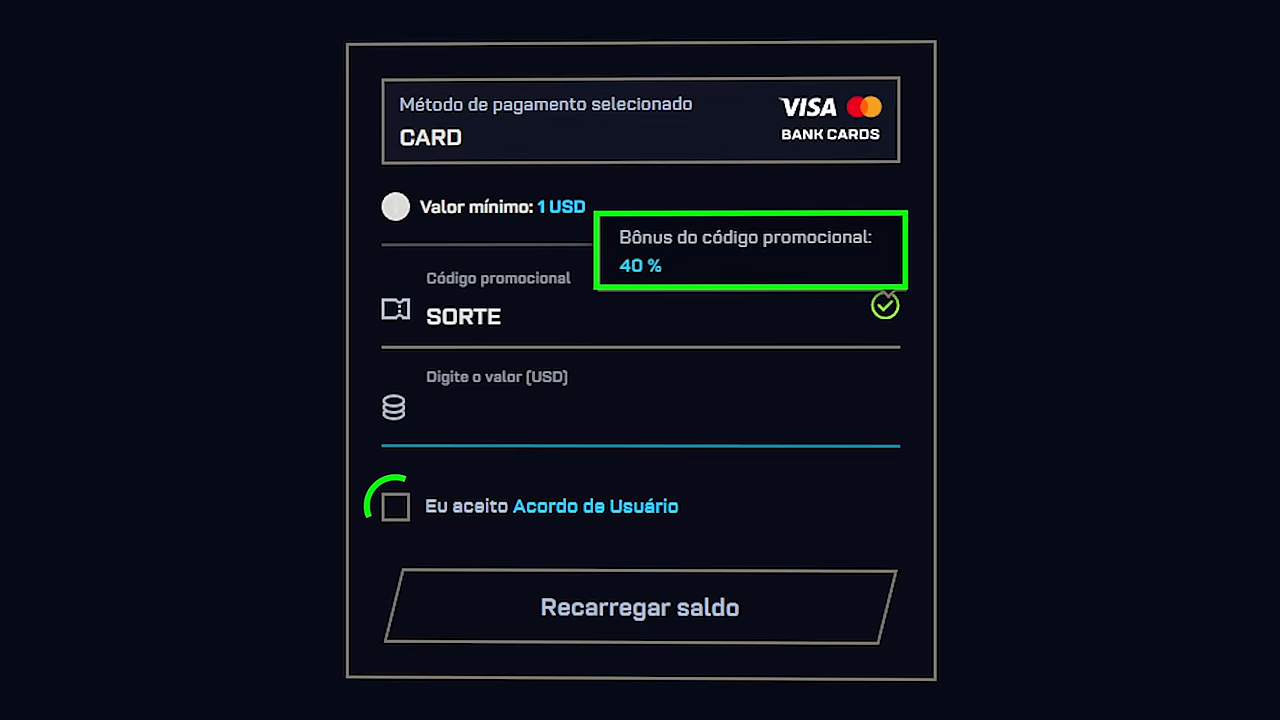 Método de pagamento selecionado
CARD
VISA
BANK CARDS
Valor mínimo: 1 USD
Bônus do código promocional:
40 %
Código promocional
SORTE
Digite o valor (USD)
Eu aceito Acordo de Usuário
Recarregar saldo